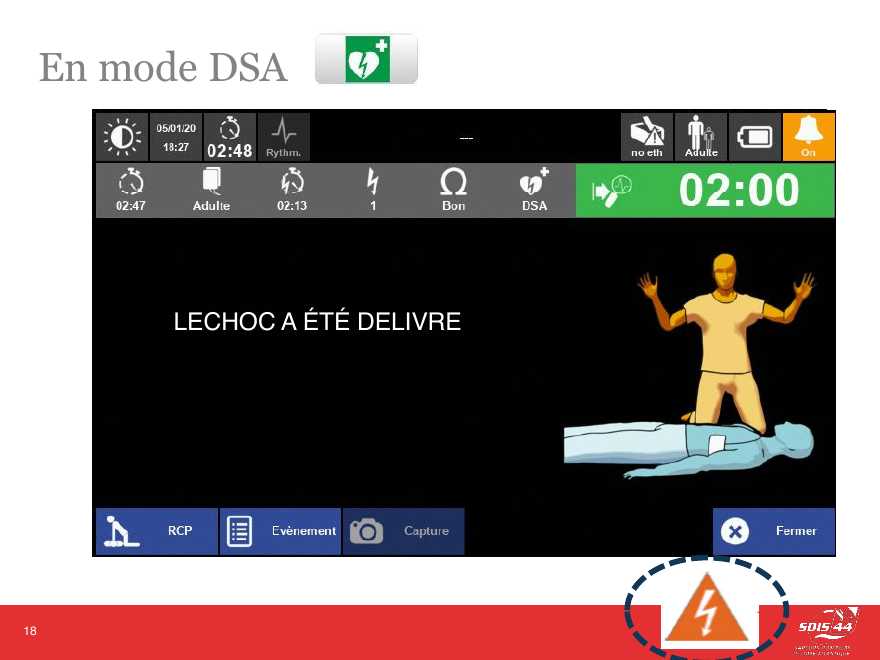 En mode DSA
05/01/20
18:27
02:48
Rythm.
---
no eth
Adulte
On
02:47
Adulte
02:13
1
Bon
DSA
02:00
LECHOC A ÉTÉ DELIVRE
RCP
Evènement
Capture
Fermer
18
SDIS 44